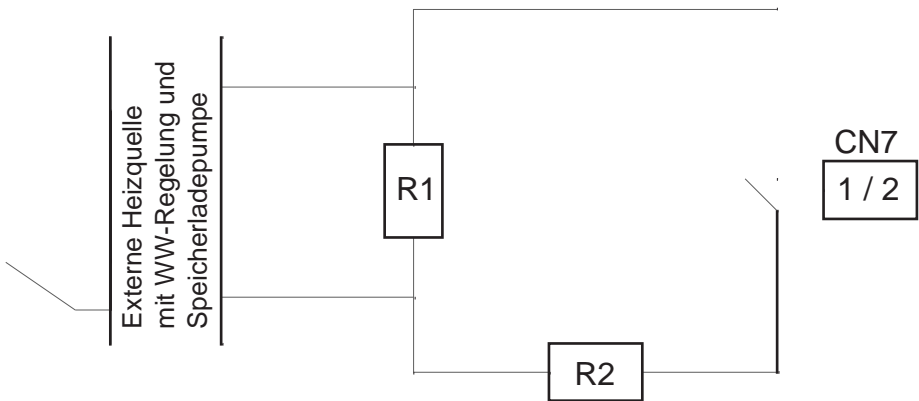 Externe Heizquelle
mit WW-Regelung und
Speicherladepumpe
R1
CN7
1 / 2
R2